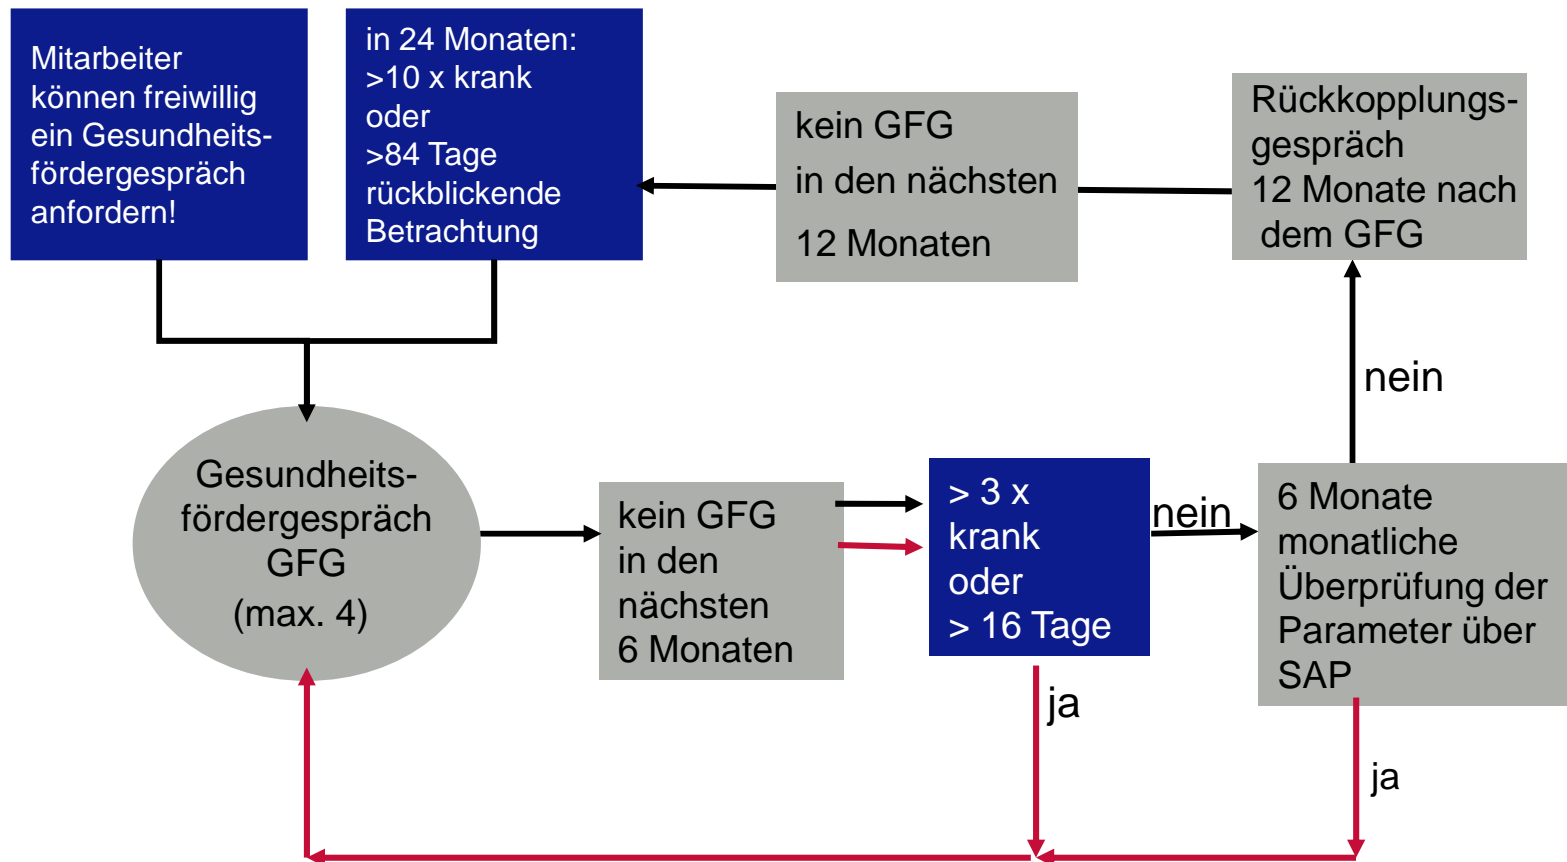 Mitarbeiter
können freiwillig
ein Gesundheits-
fördergespräch
anfordern!
in 24 Monaten:
>10 x krank
oder
>84 Tage
rückblickende
Betrachtung
kein GFG
in den nächsten
12 Monaten
Rückkopplungs-
gespräch
12 Monate nach
dem GFG
nein
Gesundheits-
fördergespräch
GFG
(max. 4)
kein GFG
in den
nächsten
6 Monaten
> 3 x
krank
oder
> 16 Tage
nein
6 Monate
monatliche
Überprüfung der
Parameter über
SAP
ja
ja